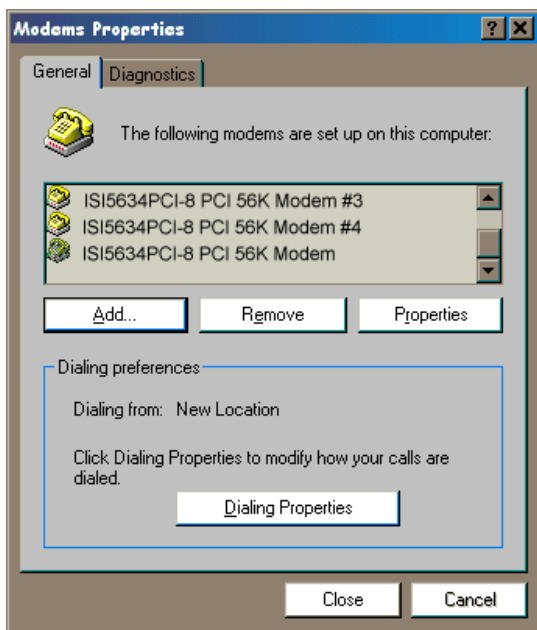 Modems Properties
General
Diagnostics
The following modems are set up on this computer:
ISI5634PCI-8 PCI 56K Modem #3
ISI5634PCI-8 PCI 56K Modem #4
ISI5634PCI-8 PCI 56K Modem
Add...
Remove
Properties
Dialing preferences
Dialing from: New Location
Click Dialing Properties to modify how your calls are
dialed.
Dialing Properties
Close
Cancel